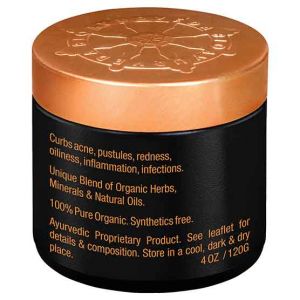 Curbs acne, pustules, redness,
oiliness, inflammation, infections.
Unique Blend of Organic Herbs,
Minerals & Natural Oils.
100% Pure Organic. Synthetics free.
Ayurvedic Proprietary Product. See leaflet for
details & composition. Store in a cool, dark & dry
place.
4 OZ / 120G